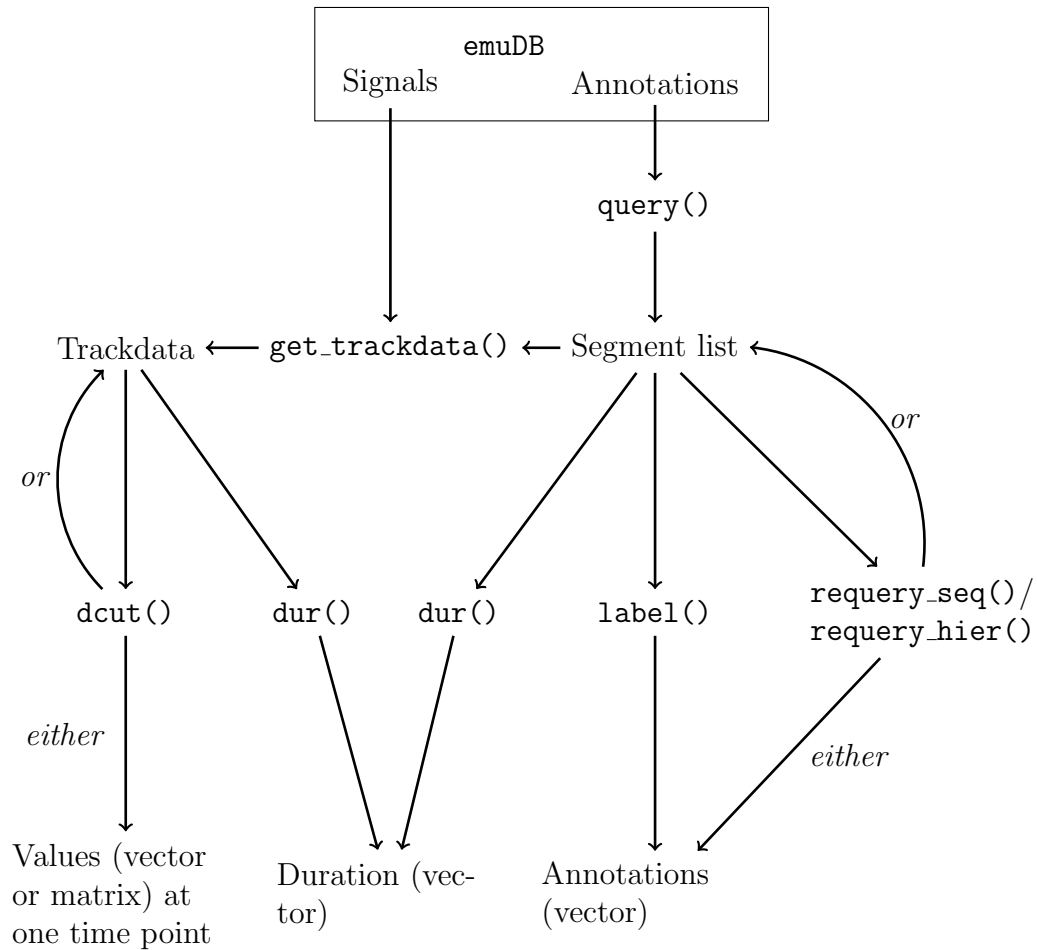 emuDB
Signals
Annotations
query()
Trackdata
get_trackdata()
Segment list
or
or
dcut()
dur()
dur()
label()
requery_seq()/
requery_hier()
either
either
Values (vector
or matrix) at
one time point
Duration (vec-
tor)
Annotations
(vector)